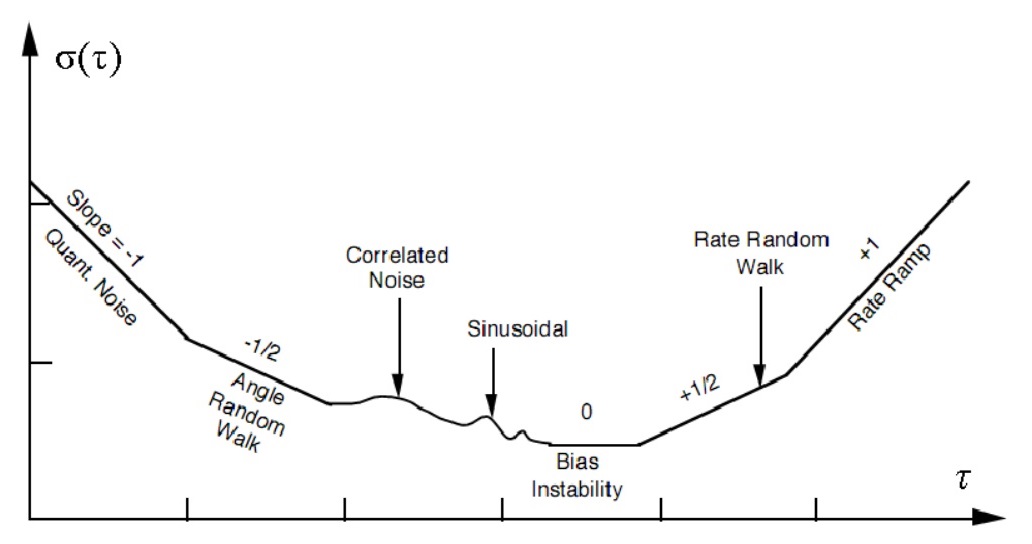 σ(τ)
Slope = -1
Quant. Noise
-1/2
Angle
Random
Walk
Correlated
Noise
Sinusoidal
0
Bias
Instability
Rate Random
Walk
+1/2
+1
Rate Ramp
τ